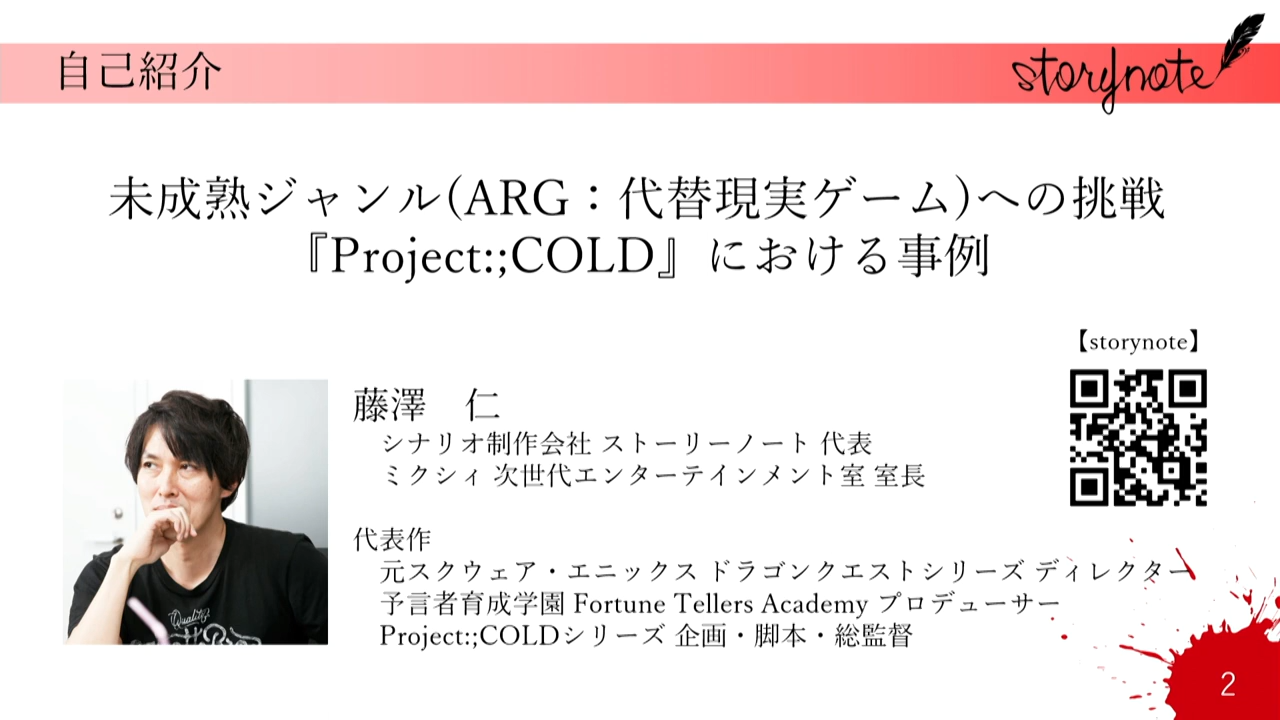 自己紹介
storynote
未成熟ジャンル(ARG：代替現実ゲーム)への挑戦
『Project:;COLD』における事例
【storynote】
藤澤　仁
シナリオ制作会社 ストーリーノート 代表
ミクシィ 次世代エンターテインメント室 室長
代表作
元スクウェア・エニックス ドラゴンクエストシリーズ ディレクター
予言者育成学園 Fortune Tellers Academy プロデューサー
Project:;COLDシリーズ 企画・脚本・総監督
Quality
2